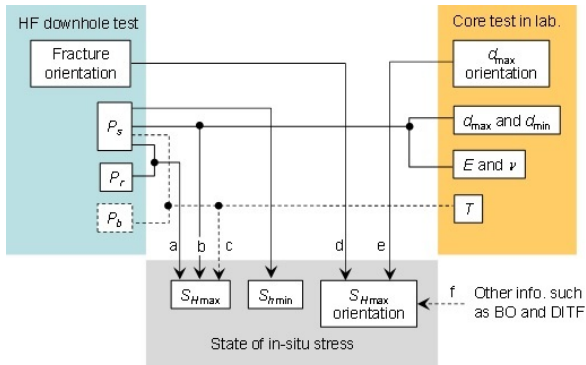 HF downhole test
Core test in lab.
Fracture
orientation
dmax
orientation
Ps
dmax and dmin
E and ν
Pr
T
Pb
a
b
c
d
e
SHmax
Shmin
SHmax
orientation
f
Other info. such
as BO and DITF
State of in-situ stress